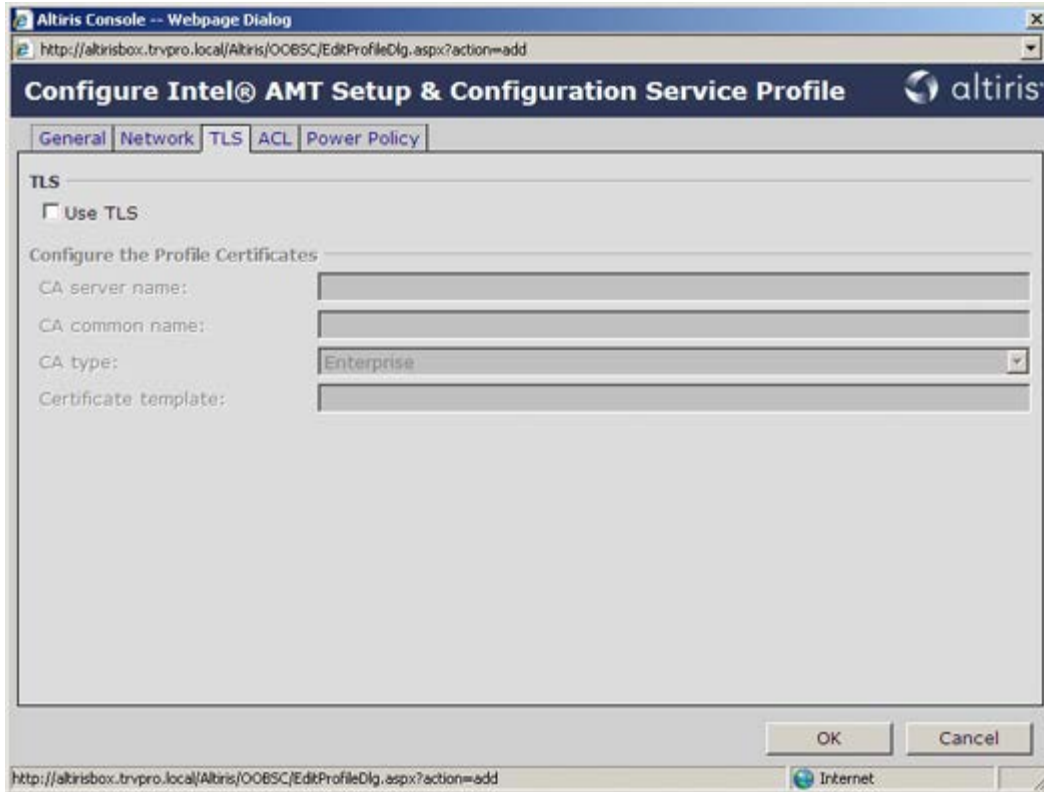 Altiris Console -- Webpage Dialog
http://altirisbox.trvpro.local/Altiris/OOBSC/EditProfileDlg.aspx?action=add
Configure Intel® AMT Setup & Configuration Service Profile altiris
General Network TLS ACL Power Policy
TLS
Use TLS
Configure the Profile Certificates
CA server name:
CA common name:
CA type: Enterprise
Certificate template:
OK Cancel
http://altirisbox.trvpro.local/Altiris/OOBSC/EditProfileDlg.aspx?action=add Internet